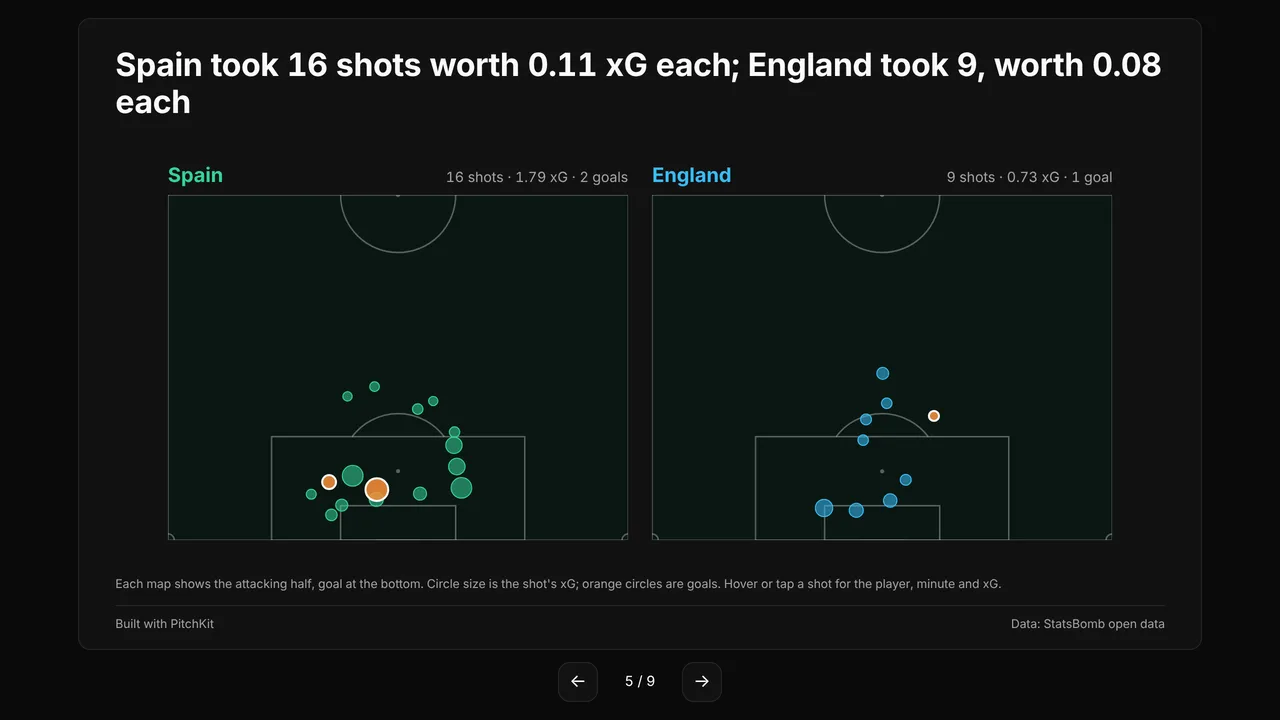 Spain took 16 shots worth 0.11 xG each; England took 9, worth 0.08
each
Spain
16 shots · 1.79 xG · 2 goals
England
9 shots · 0.73 xG · 1 goal
Each map shows the attacking half, goal at the bottom. Circle size is the shot's xG; orange circles are goals. Hover or tap a shot for the player, minute and xG.
Built with PitchKit
Data: StatsBomb open data
← 5 / 9 →